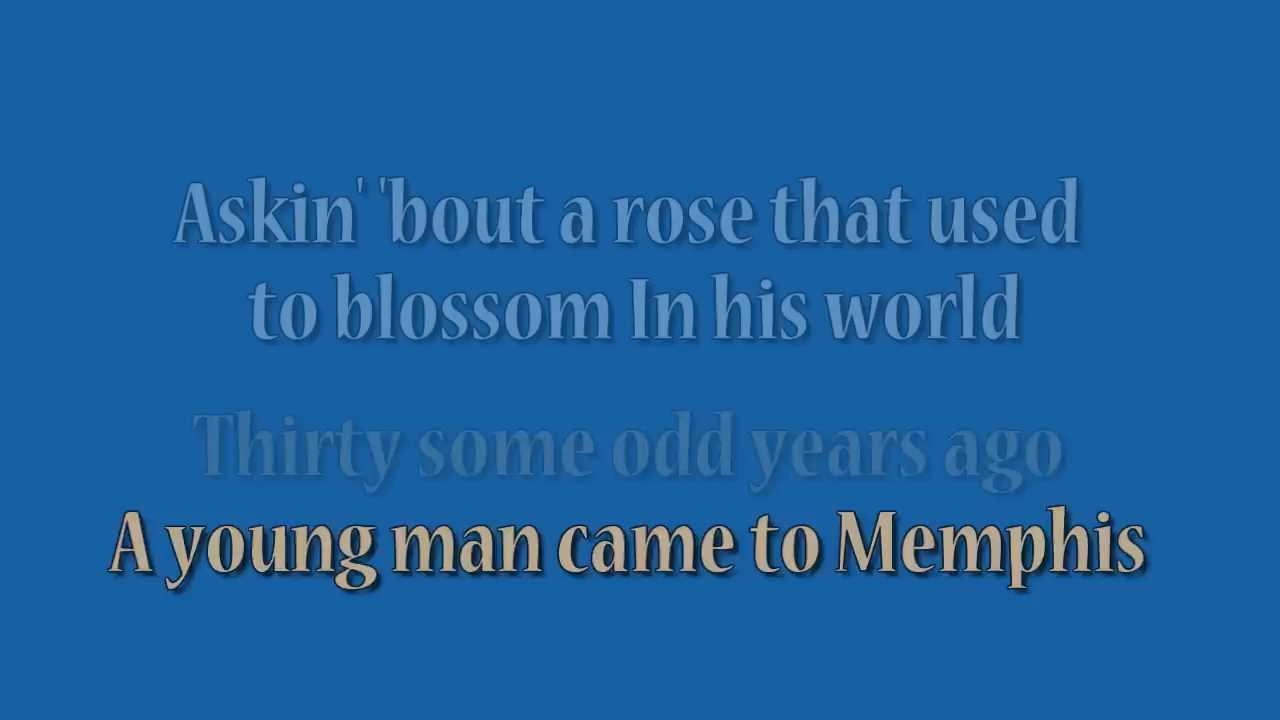 Askin' 'bout a rose that used
to blossom In his world
Thirty some odd years ago
A young man came to Memphis